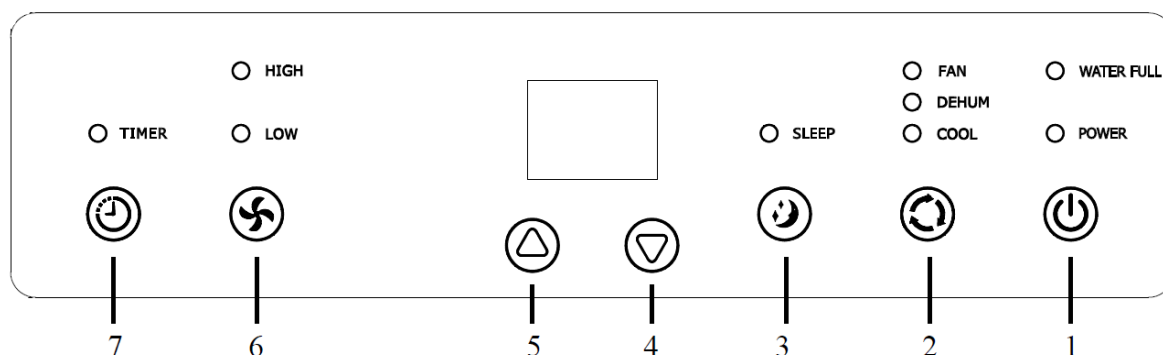 HIGH FAN WATER FULL
DEHUM
TIMER LOW SLEEP COOL POWER
7 6 5 4 3 2 1